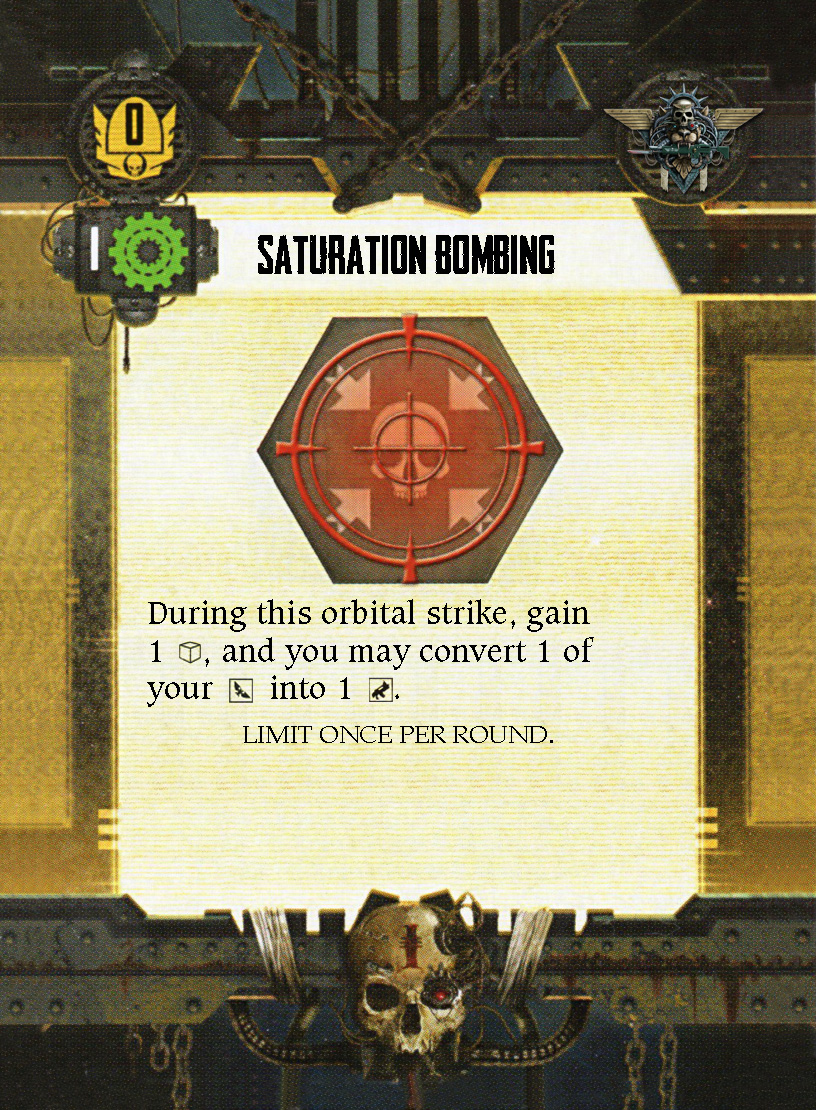 0
1
SATURATION BOMBING
During this orbital strike, gain
1 , and you may convert 1 of
your into 1 .
LIMIT ONCE PER ROUND.